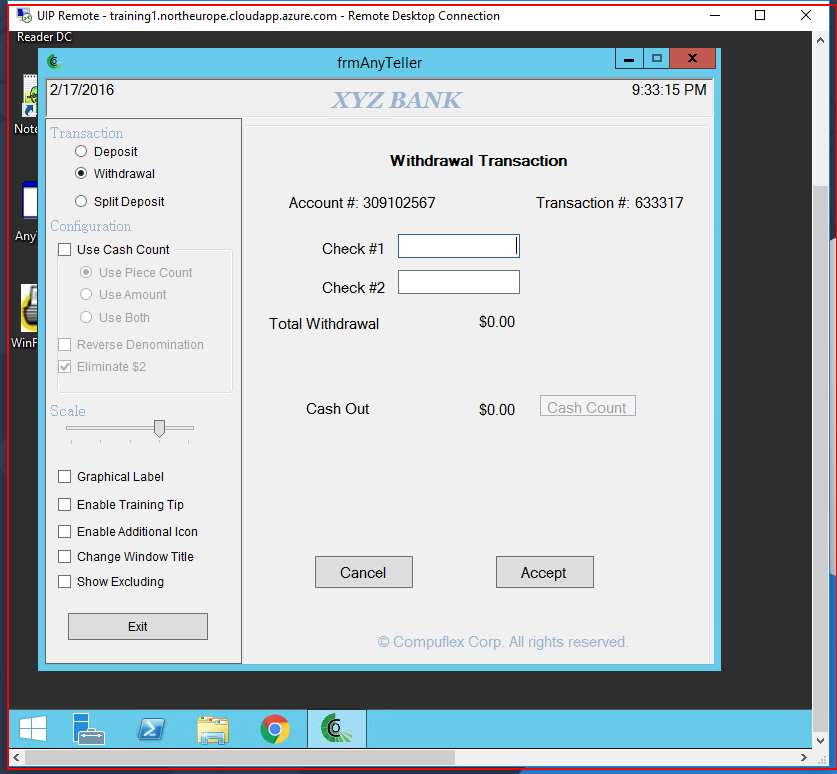 UIP Remote - training1.northeurope.cloudapp.azure.com - Remote Desktop Connection
Reader DC
frmAnyTeller
2/17/2016
XYZ BANK
9:33:15 PM
Note
Any
WinF
Transaction
Deposit
Withdrawal
Split Deposit
Configuration
Use Cash Count
Use Piece Count
Use Amount
Use Both
Reverse Denomination
Eliminate $2
Scale
Graphical Label
Enable Training Tip
Enable Additional Icon
Change Window Title
Show Excluding
Exit
Withdrawal Transaction
Account #: 309102567 Transaction #: 633317
Check #1
Check #2
Total Withdrawal $0.00
Cash Out $0.00 Cash Count
Cancel Accept
© Compuflex Corp. All rights reserved.